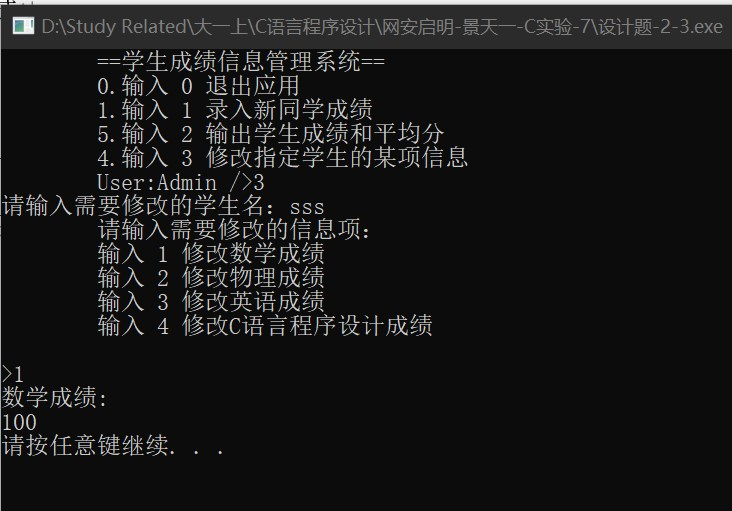 D:\Study Related\大一上\C语言程序设计\网安启明-景天一-C实验-7\设计题-2-3.exe
==学生成绩信息管理系统==
0.输入 0 退出应用
1.输入 1 录入新同学成绩
5.输入 2 输出学生成绩和平均分
4.输入 3 修改指定学生的某项信息
User:Admin />3
请输入需要修改的学生名：sss
请输入需要修改的信息项：
输入 1 修改数学成绩
输入 2 修改物理成绩
输入 3 修改英语成绩
输入 4 修改C语言程序设计成绩
>1
数学成绩:
100
请按任意键继续. . .